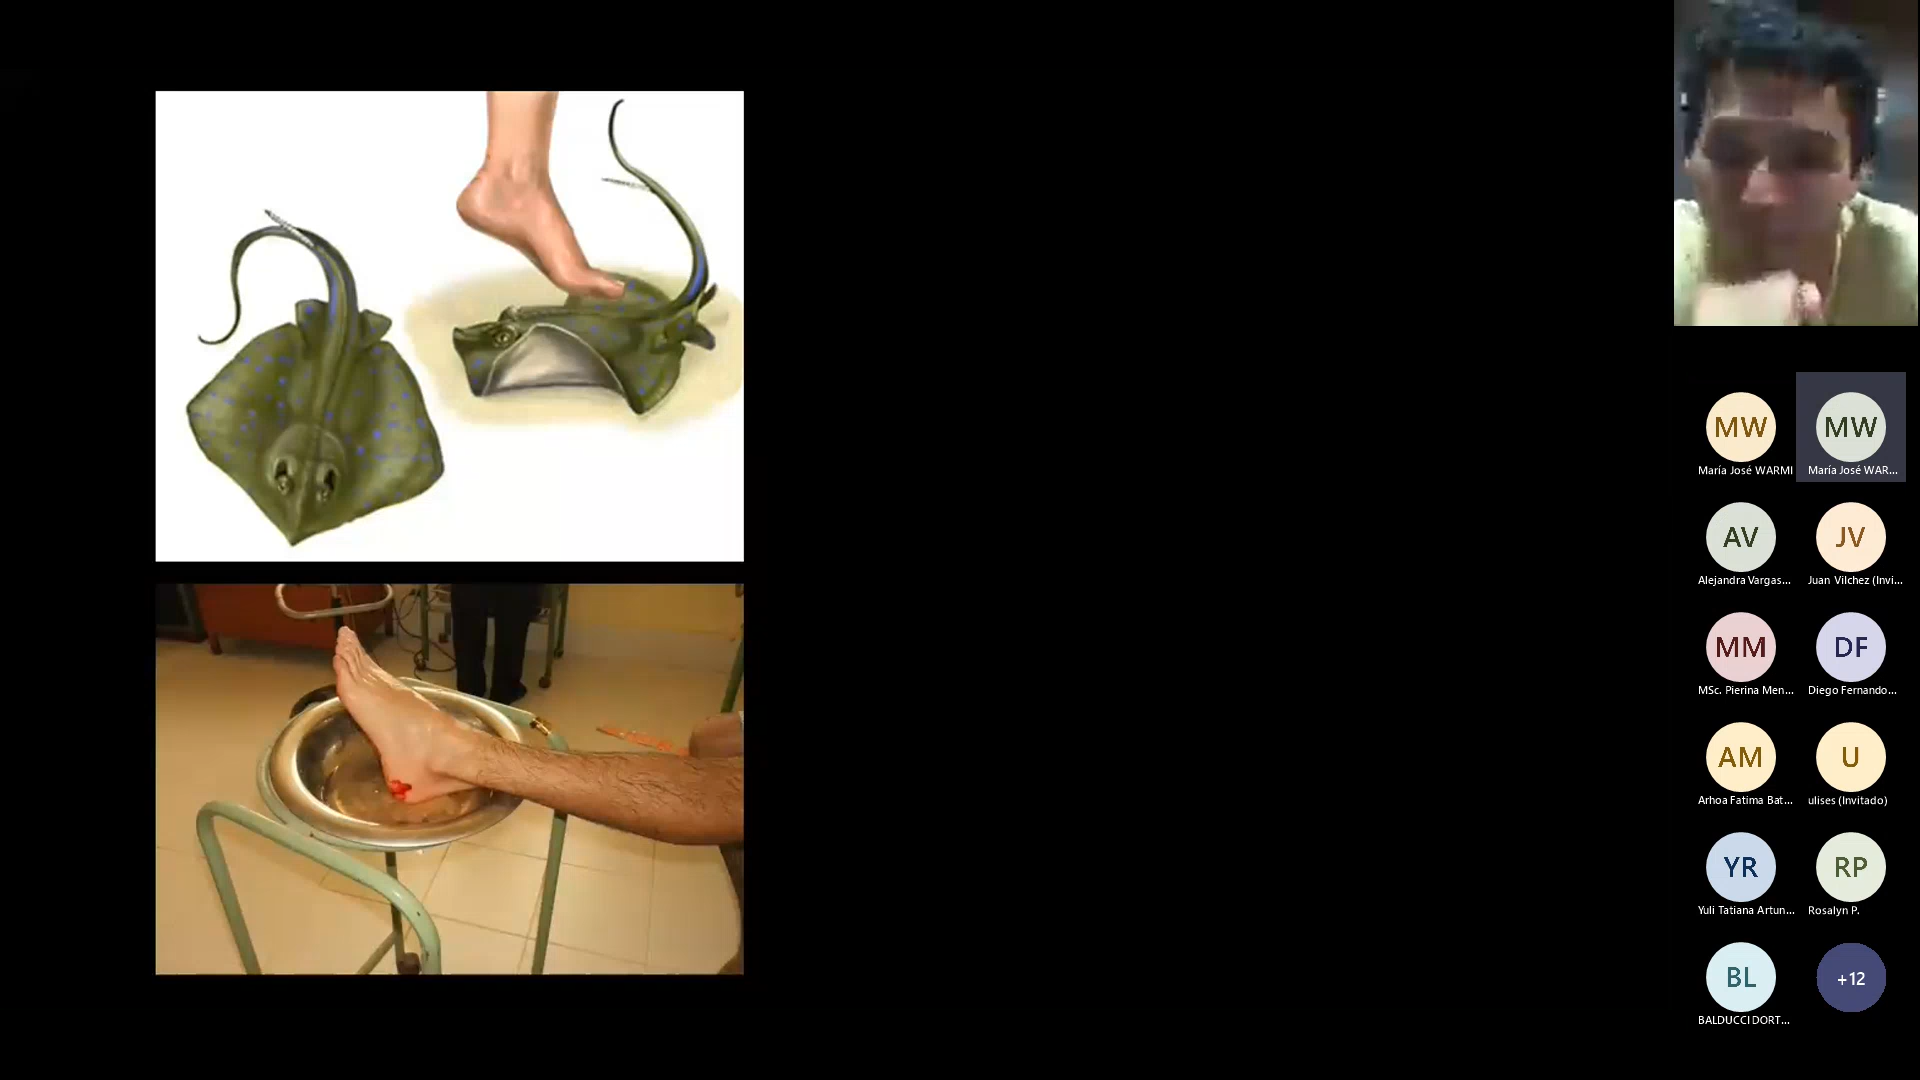 MW
MW
María José WARMI
María José WAR...
AV
JV
Alejandra Vargas...
Juan Vilchez (Invi...
MM
DF
MSc. Pierina Men...
Diego Fernando...
AM
U
Arhoa Fatima Bat...
ulises (Invitado)
YR
RP
Yuli Tatiana Artun...
Rosalyn P.
BL
+12
BALDUCCI DORT...